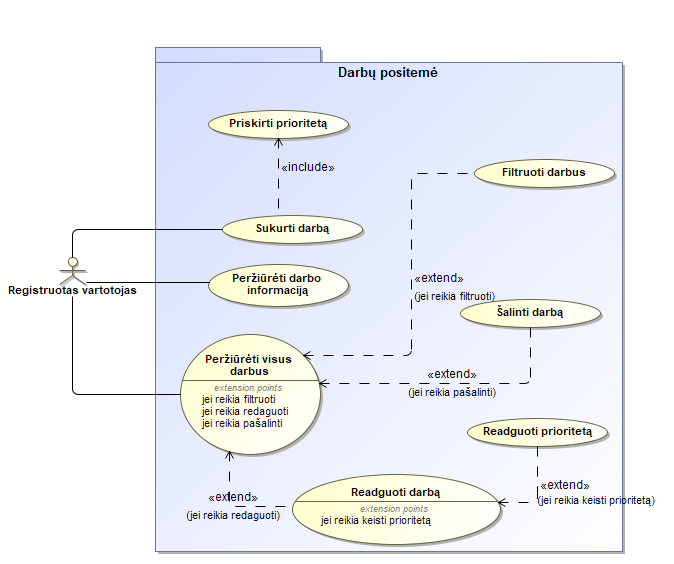 Darbų positemė
Priskirti prioritetą
«include»
Filtruoti darbus
Sukurti darbą
Registruotas vartotojas
Peržiūrėti darbo
informaciją
«extend»
(jei reikia filtruoti)
Šalinti darbą
Peržiūrėti visus
darbus
extension points
jei reikia filtruoti
jei reikia redaguoti
jei reikia pašalinti
«extend»
(jei reikia pašalinti)
Readguoti prioritetą
«extend»
(jei reikia keisti prioritetą)
«extend»
(jei reikia redaguoti)
Readguoti darbą
extension points
jei reikia keisti prioritetą